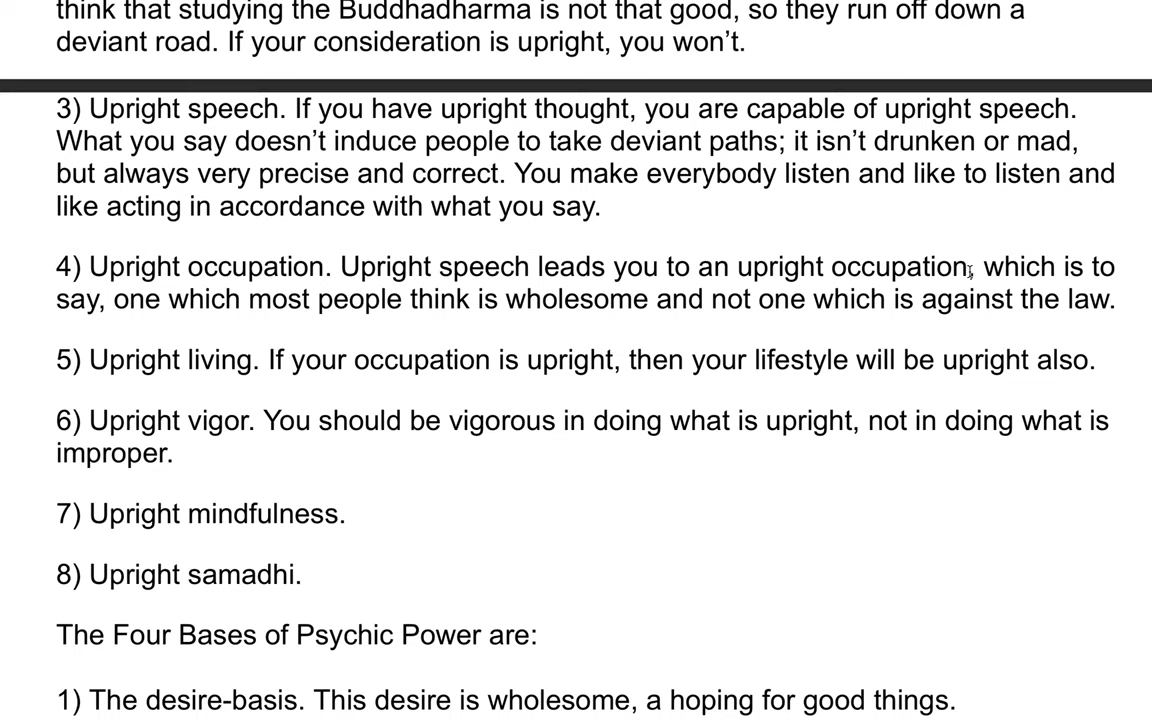 think that studying the Buddhadharma is not that good, so they run off down a
deviant road. If your consideration is upright, you won’t.
3) Upright speech. If you have upright thought, you are capable of upright speech.
What you say doesn’t induce people to take deviant paths; it isn’t drunken or mad,
but always very precise and correct. You make everybody listen and like to listen and
like acting in accordance with what you say.
4) Upright occupation. Upright speech leads you to an upright occupation, which is to
say, one which most people think is wholesome and not one which is against the law.
5) Upright living. If your occupation is upright, then your lifestyle will be upright also.
6) Upright vigor. You should be vigorous in doing what is upright, not in doing what is
improper.
7) Upright mindfulness.
8) Upright samadhi.
The Four Bases of Psychic Power are:
1) The desire-basis. This desire is wholesome, a hoping for good things.